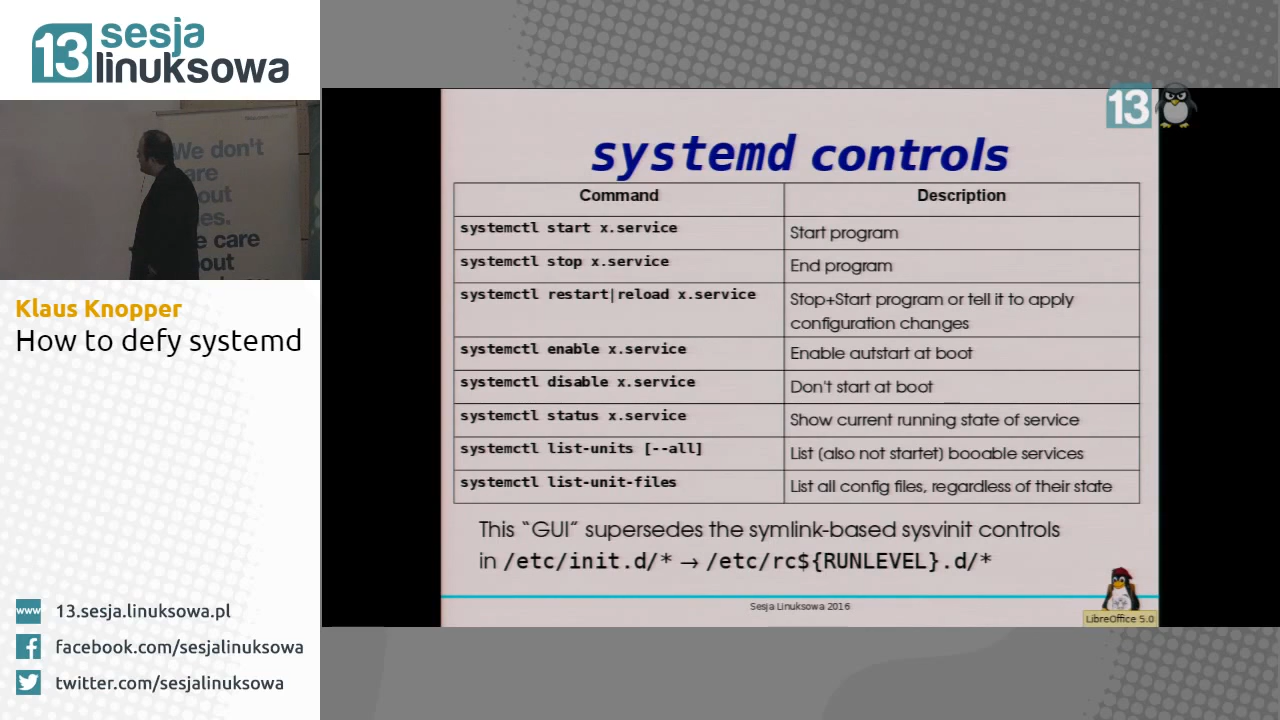 13 sesja
linuksowa
We don't
are
out
es.
e care
out
Klaus Knopper
How to defy systemd
www 13.sesja.linuksowa.pl
facebook.com/sesjalinuksowa
twitter.com/sesjalinuksowa
13
systemd controls
Command Description
systemctl start x.service Start program
systemctl stop x.service End program
systemctl restart|reload x.service Stop+Start program or tell it to apply
configuration changes
systemctl enable x.service Enable autstart at boot
systemctl disable x.service Don't start at boot
systemctl status x.service Show current running state of service
systemctl list-units [--all] List (also not startet) booable services
systemctl list-unit-files List all config files, regardless of their state
This “GUI” supersedes the symlink-based sysvinit controls
in /etc/init.d/* → /etc/rc${RUNLEVEL}.d/*
Sesja Linuksowa 2016
LibreOffice 5.0